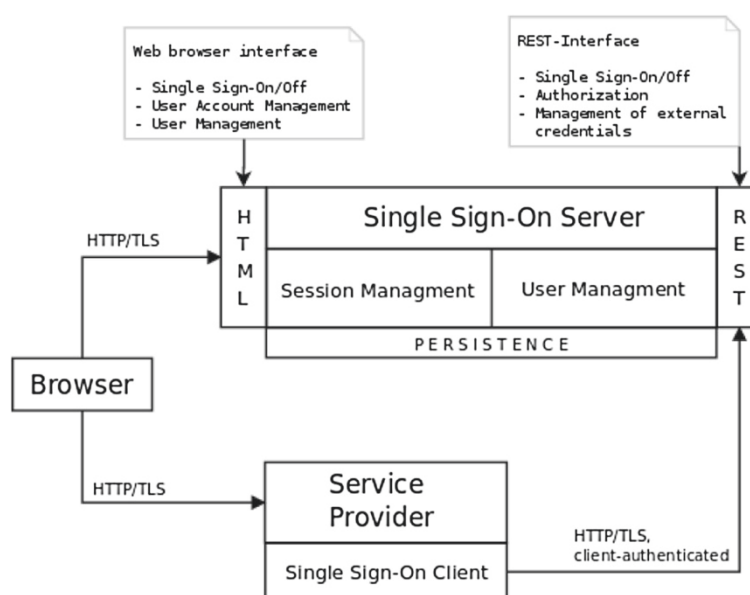 Web browser interface
- Single Sign-On/Off
- User Account Management
- User Management
REST-Interface
- Single Sign-On/Off
- Authorization
- Management of external
credentials
HTML
Single Sign-On Server
REST
Session Managment
User Managment
PERSISTENCE
HTTP/TLS
Browser
HTTP/TLS
Service
Provider
Single Sign-On Client
HTTP/TLS,
client-authenticated